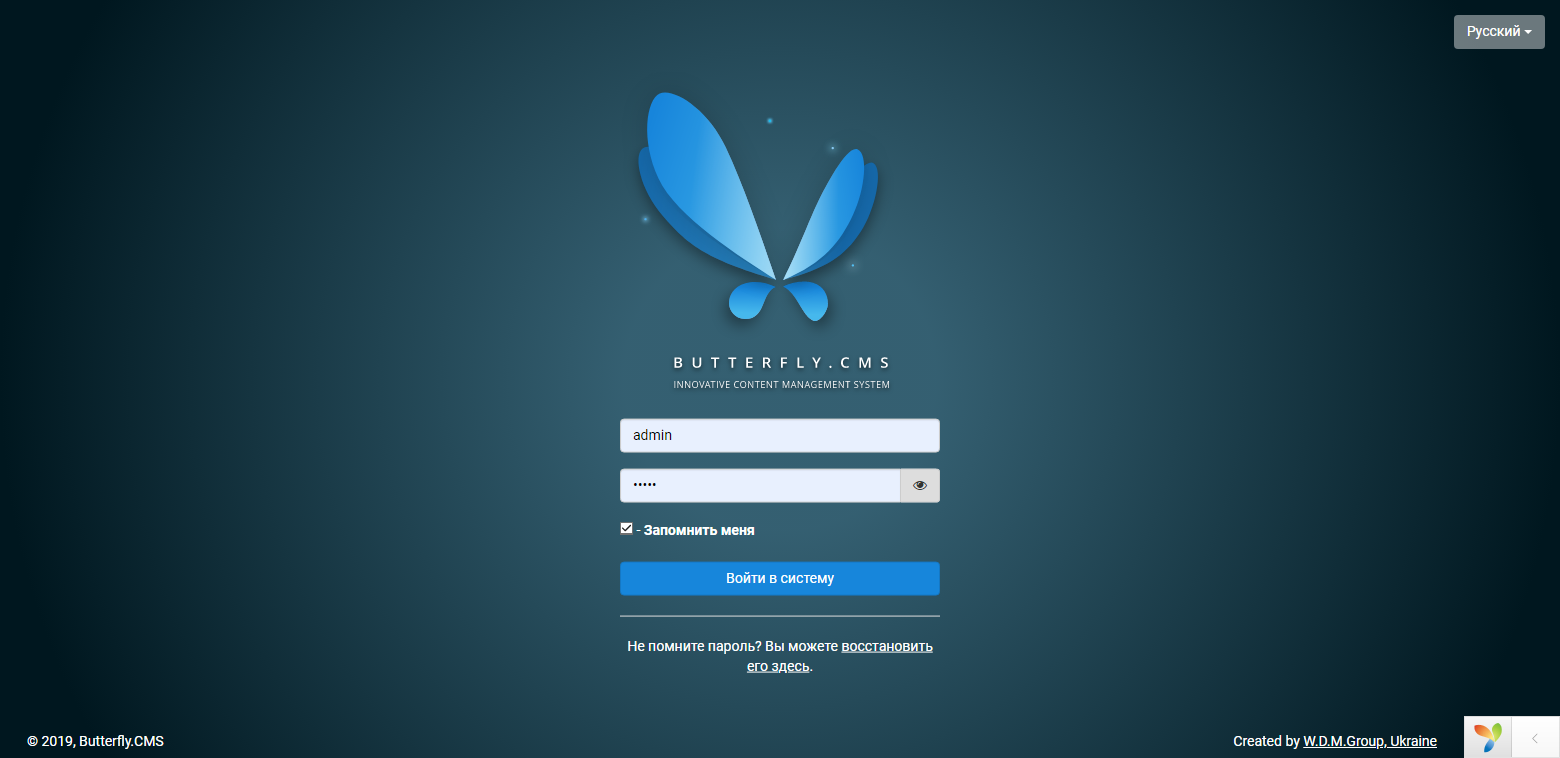 Русский
BUTTERFLY.CMS
INNOVATIVE CONTENT MANAGEMENT SYSTEM
admin
•••••
- Запомнить меня
Войти в систему
Не помните пароль? Вы можете восстановить
его здесь.
© 2019, Butterfly.CMS
Created by W.D.M.Group, Ukraine